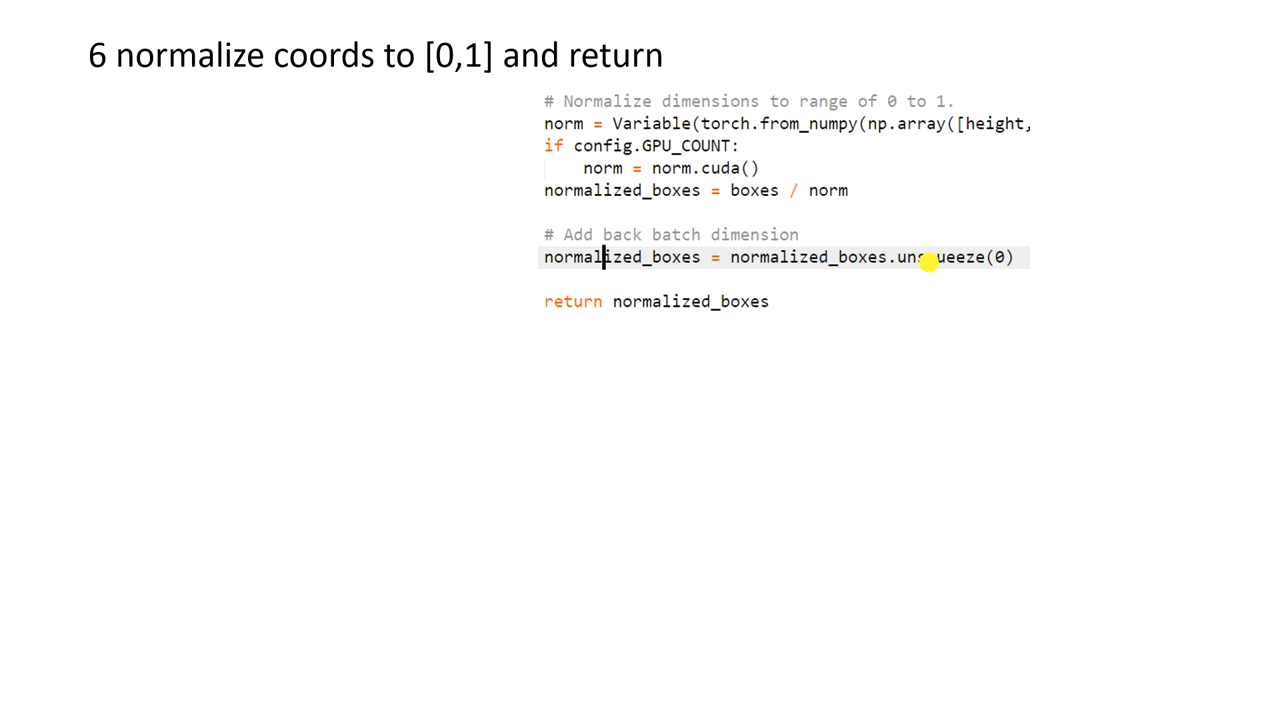 6 normalize coords to [0,1] and return
# Normalize dimensions to range of 0 to 1.
norm = Variable(torch.from_numpy(np.array([height,
if config.GPU_COUNT:
norm = norm.cuda()
normalized_boxes = boxes / norm
# Add back batch dimension
normalized_boxes = normalized_boxes.unsqueeze(0)
return normalized_boxes